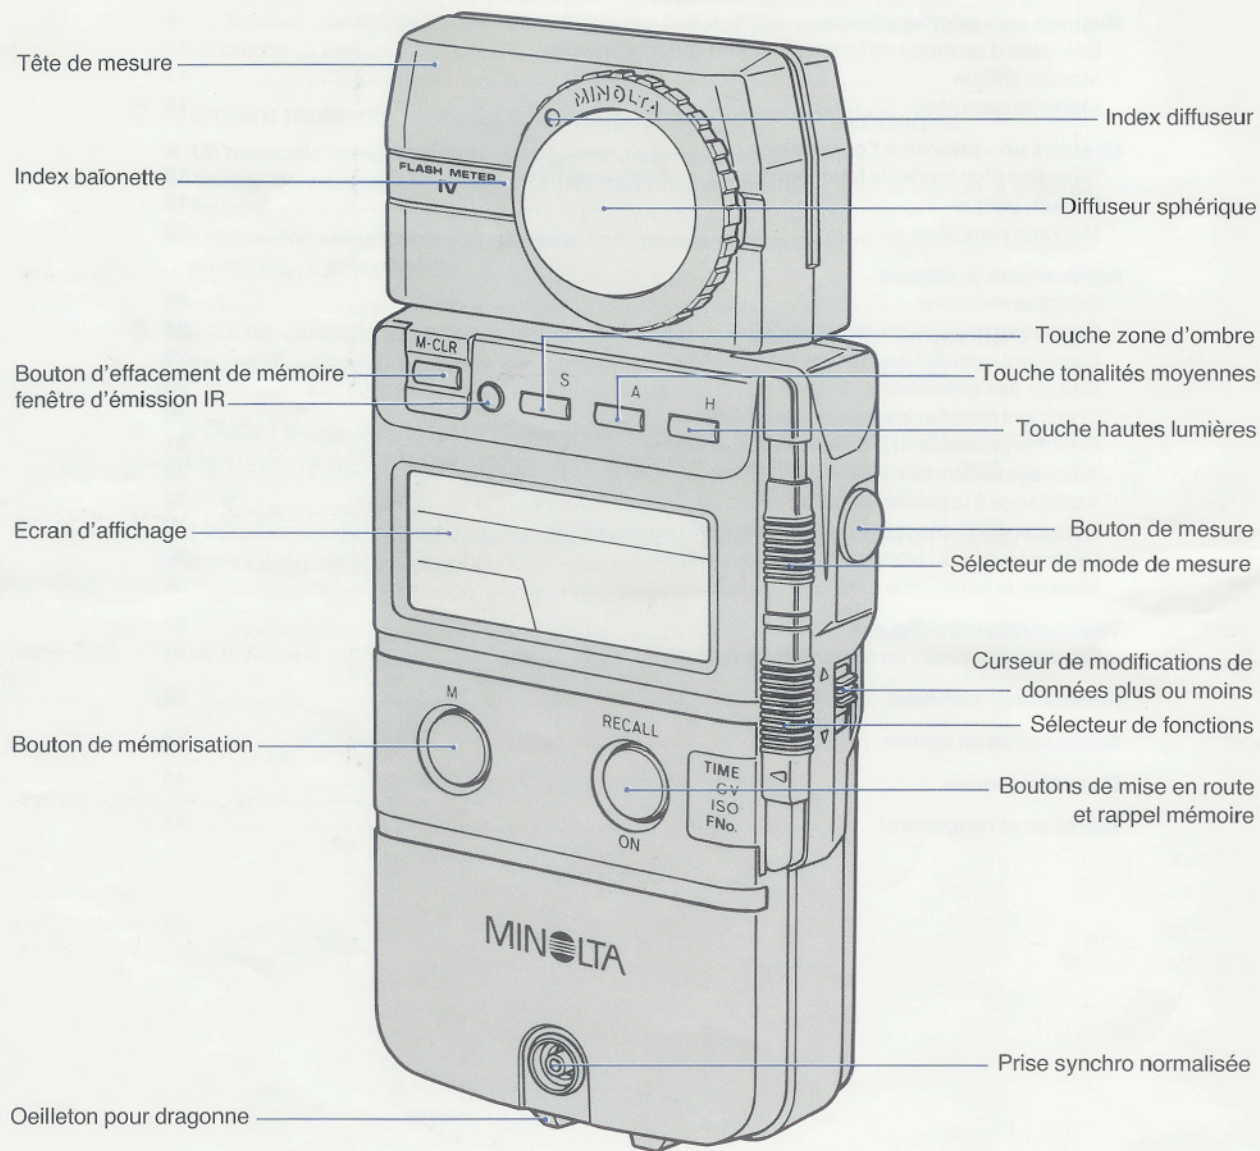 Tête de mesure
Index baïonette
Bouton d'effacement de mémoire
fenêtre d'émission IR
Ecran d'affichage
Bouton de mémorisation
Oeilleton pour dragonne
MINOLTA
FLASH METER
IV
M-CLR
S
A
H
M
RECALL
ON
TIME
ISO
FNo.
MINOLTA
Index diffuseur
Diffuseur sphérique
Touche zone d'ombre
Touche tonalités moyennes
Touche hautes lumières
Bouton de mesure
Sélecteur de mode de mesure
Curseur de modifications de
données plus ou moins
Sélecteur de fonctions
Boutons de mise en route
et rappel mémoire
Prise synchro normalisée